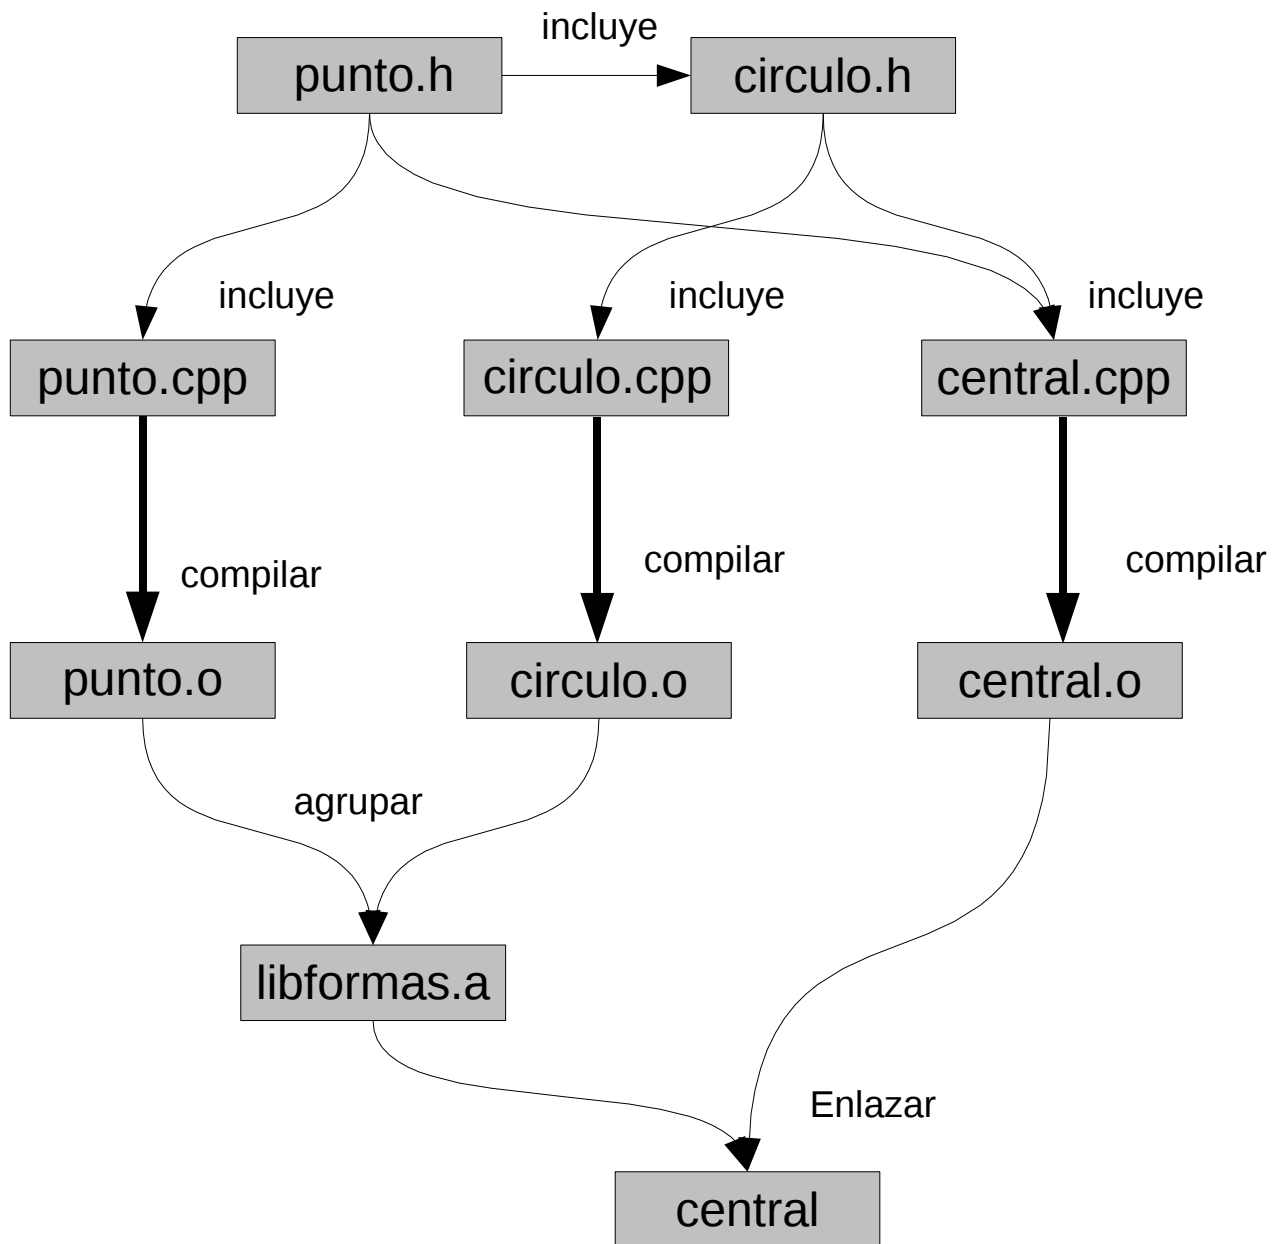 incluye
punto.h
circulo.h
incluye
incluye
incluye
punto.cpp
circulo.cpp
central.cpp
compilar
compilar
compilar
punto.o
circulo.o
central.o
agrupar
libformas.a
Enlazar
central